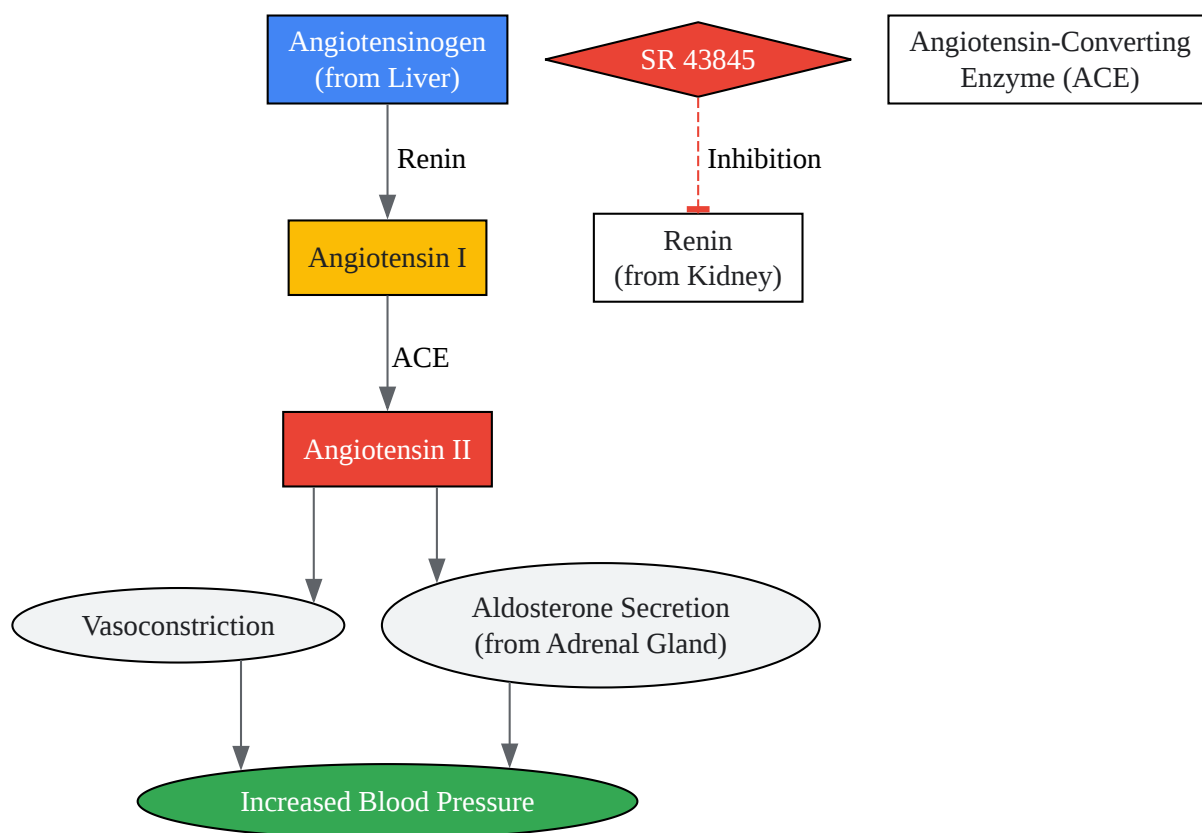 Angiotensinogen
(from Liver)
SR 43845
Angiotensin-Converting
Enzyme (ACE)
Renin
Inhibition
Angiotensin I
Renin
(from Kidney)
ACE
Angiotensin II
Vasoconstriction
Aldosterone Secretion
(from Adrenal Gland)
Increased Blood Pressure